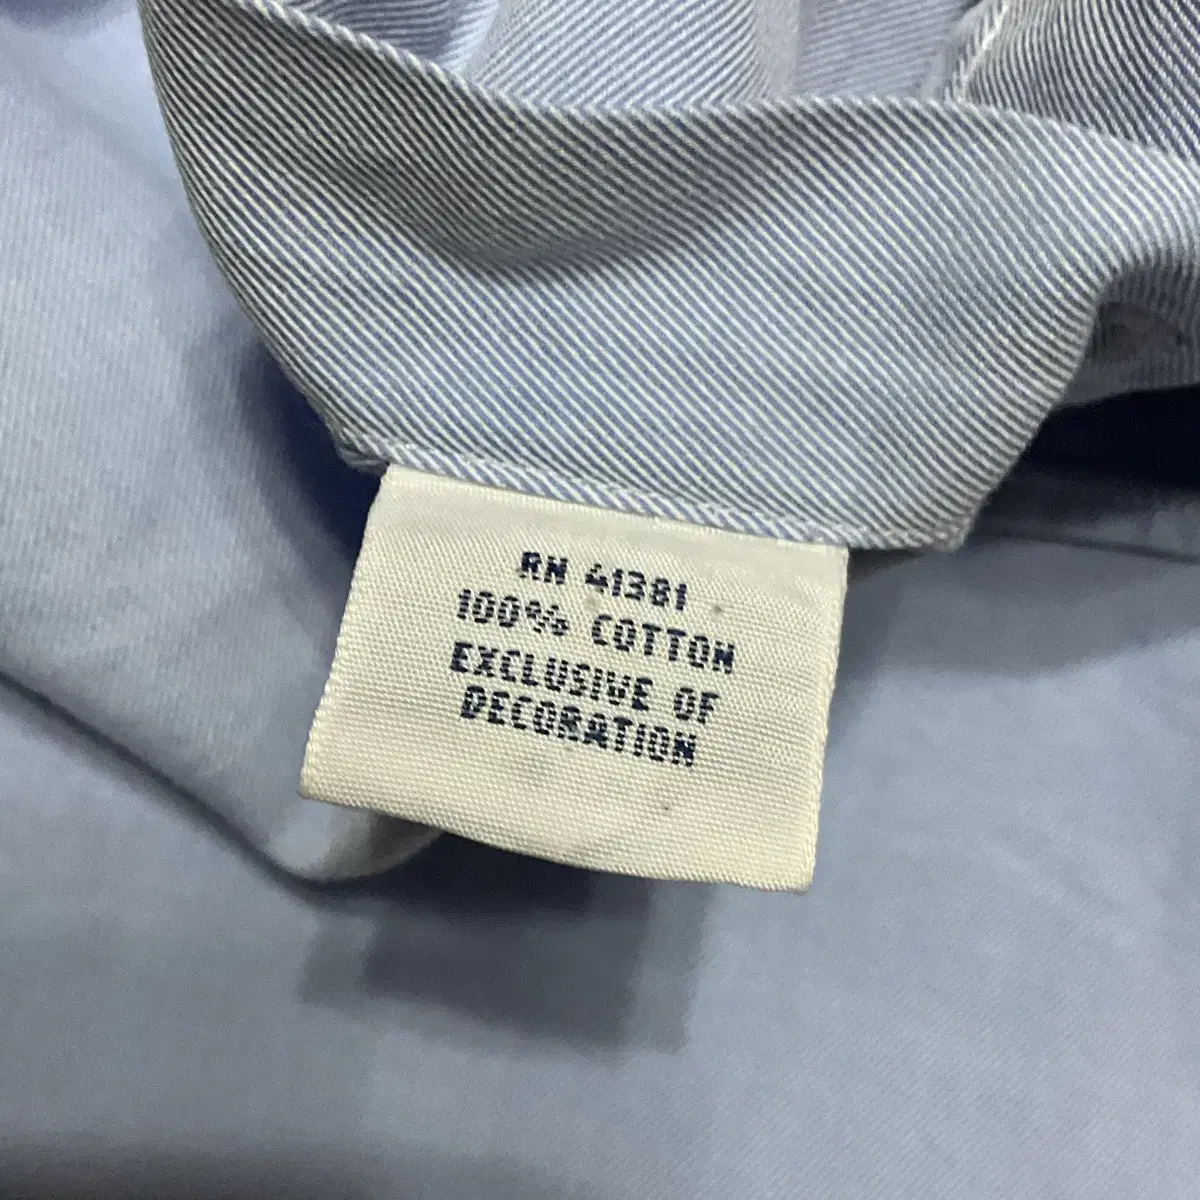 RN 41381
100% COTTON
EXCLUSIVE OF
DECORATION